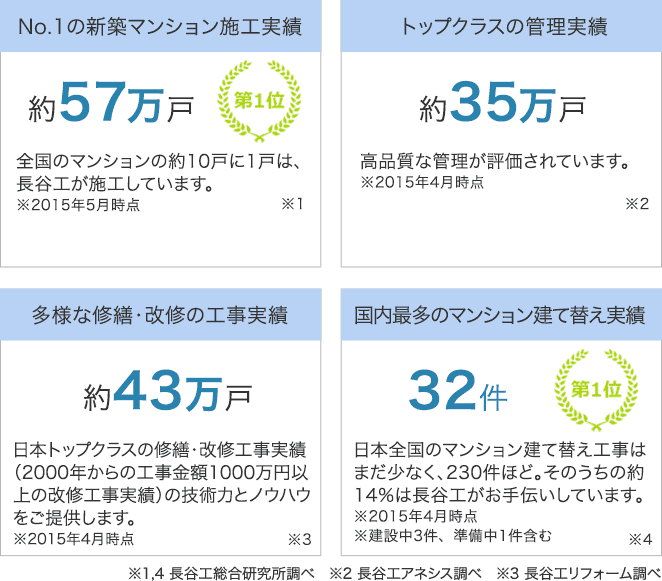 No.1の新築マンション施工実績
約57万戸
第1位
全国のマンションの約10戸に1戸は、
長谷工が施工しています。
※2015年5月時点
※1
トップクラスの管理実績
約35万戸
高品質な管理が評価されています。
※2015年4月時点
※2
多様な修繕・改修の工事実績
約43万戸
日本トップクラスの修繕・改修工事実績
（2000年からの工事金額1000万円以
上の改修工事実績）の技術力とノウハウ
をご提供します。
※2015年4月時点
※3
国内最多のマンション建て替え実績
32件
第1位
日本全国のマンション建て替え工事は
まだ少なく、230件ほど。そのうちの約
14%は長谷工がお手伝いしています。
※2015年4月時点
※建設中3件、準備中1件含む
※4
※1,4 長谷工総合研究所調べ ※2 長谷工アネシス調べ ※3 長谷工リフォーム調べ